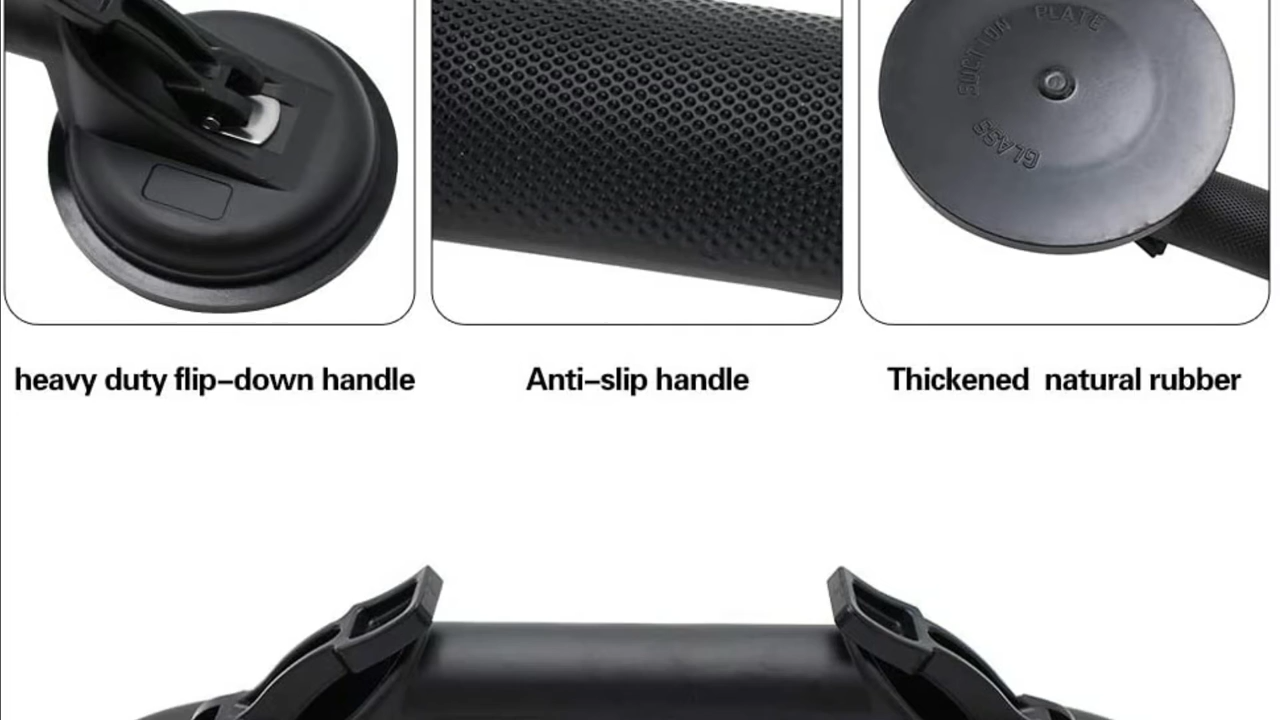 GLASS SUCTION PLATE
heavy duty flip-down handle
Anti-slip handle
Thickened natural rubber